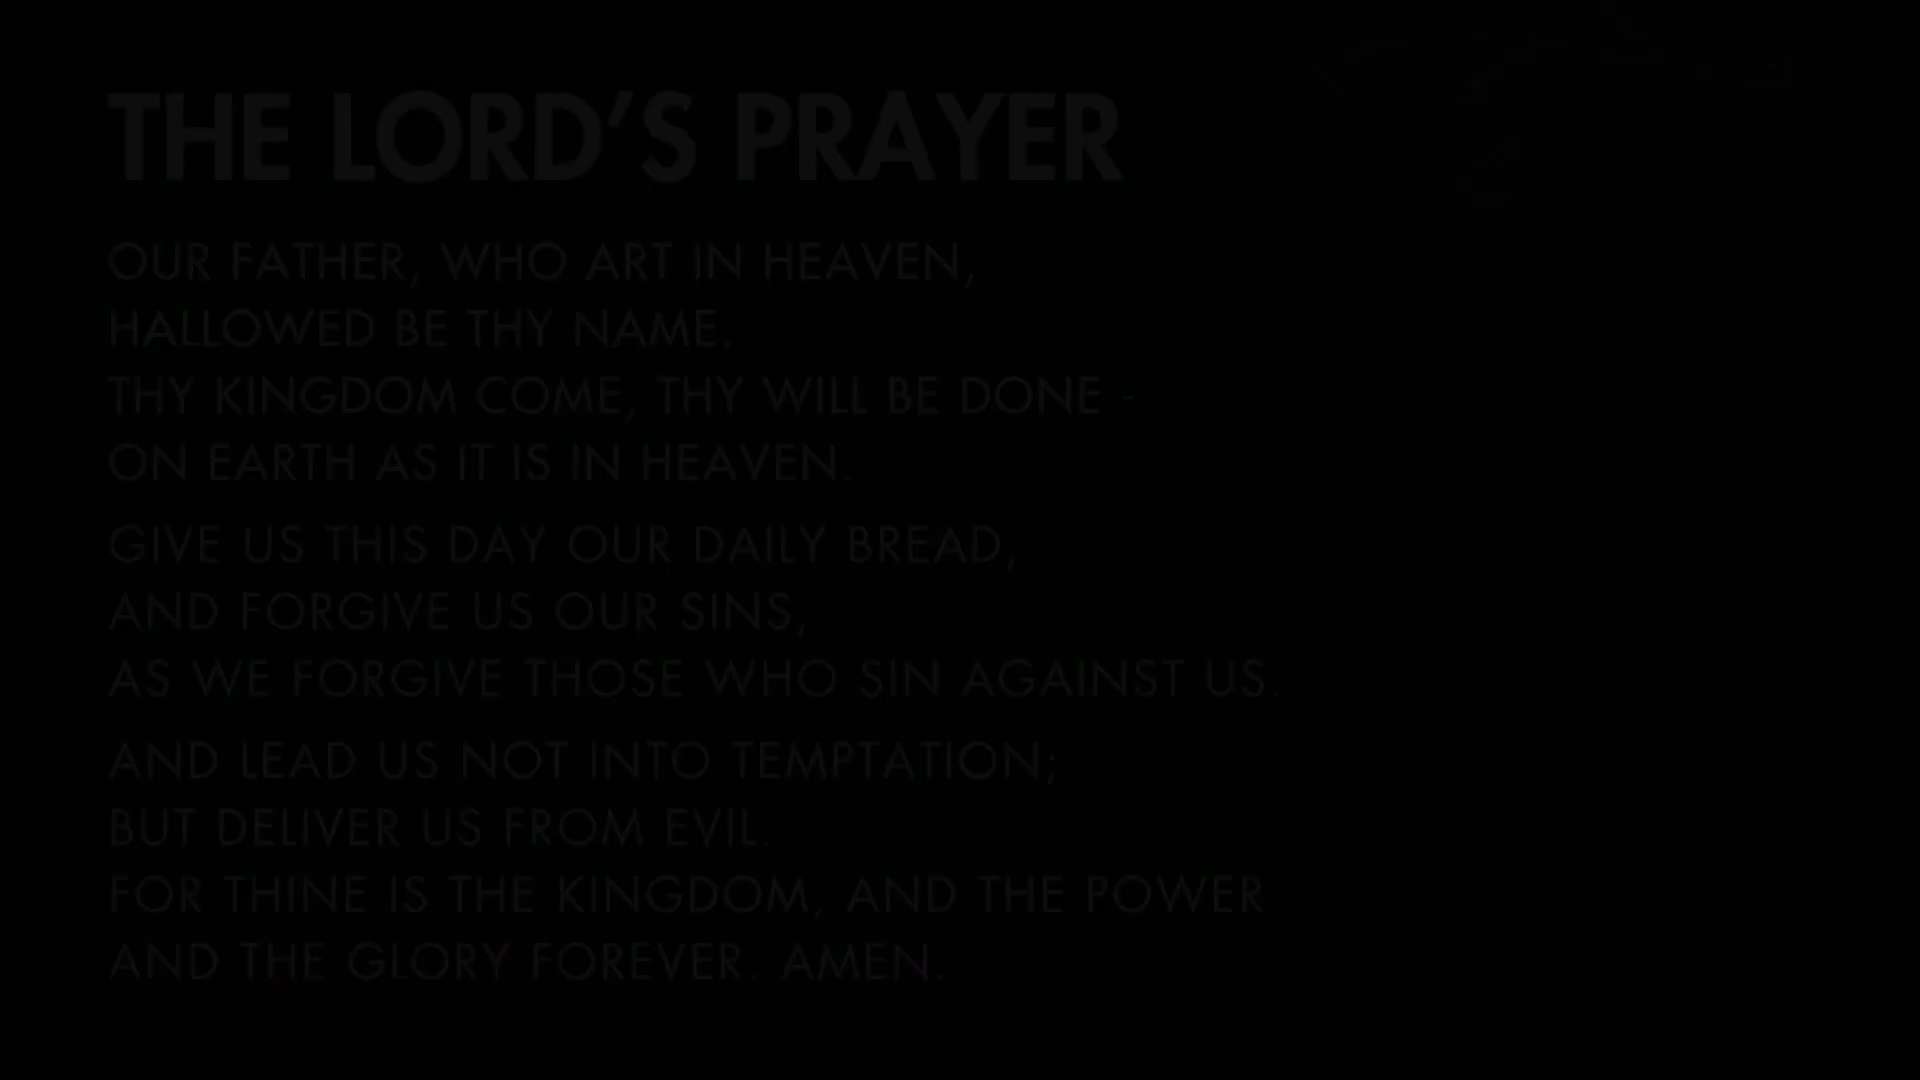 THE LORD’S PRAYER
OUR FATHER, WHO ART IN HEAVEN,
HALLOWED BE THY NAME.
THY KINGDOM COME, THY WILL BE DONE -
ON EARTH AS IT IS IN HEAVEN.
GIVE US THIS DAY OUR DAILY BREAD,
AND FORGIVE US OUR SINS,
AS WE FORGIVE THOSE WHO SIN AGAINST US.
AND LEAD US NOT INTO TEMPTATION;
BUT DELIVER US FROM EVIL.
FOR THINE IS THE KINGDOM, AND THE POWER
AND THE GLORY FOREVER. AMEN.